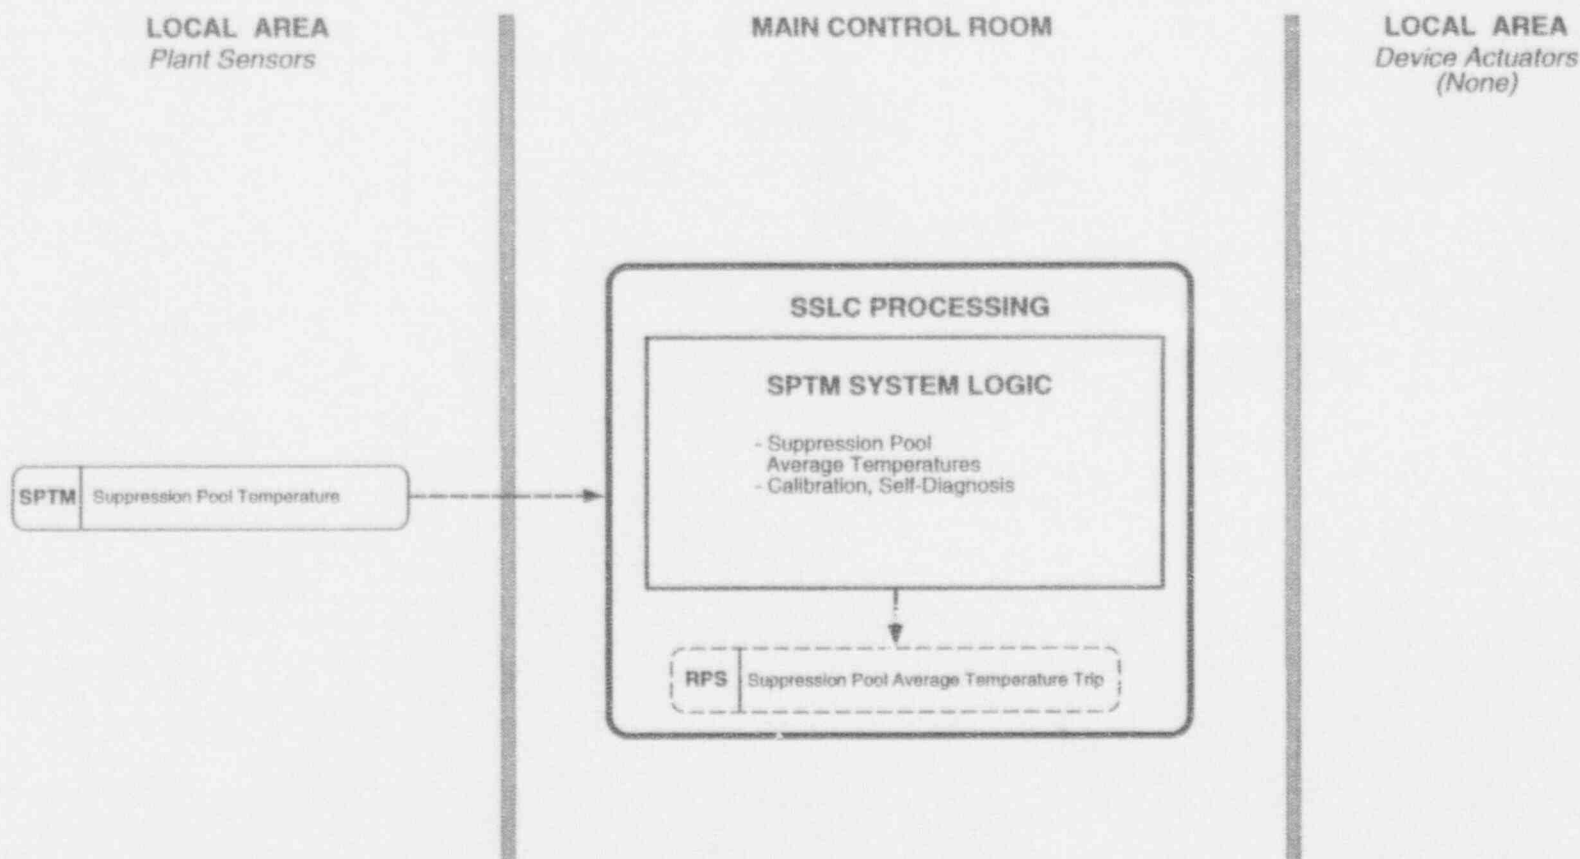 LOCAL AREA
Plant Sensors
MAIN CONTROL ROOM
LOCAL AREA
Device Actuators
(None)
SSLC PROCESSING
SPTM SYSTEM LOGIC
- Suppression Pool
Average Temperatures
- Calibration, Self-Diagnosis
SPTM Suppression Pool Temperature
RPS Suppression Pool Average Temperature Trip